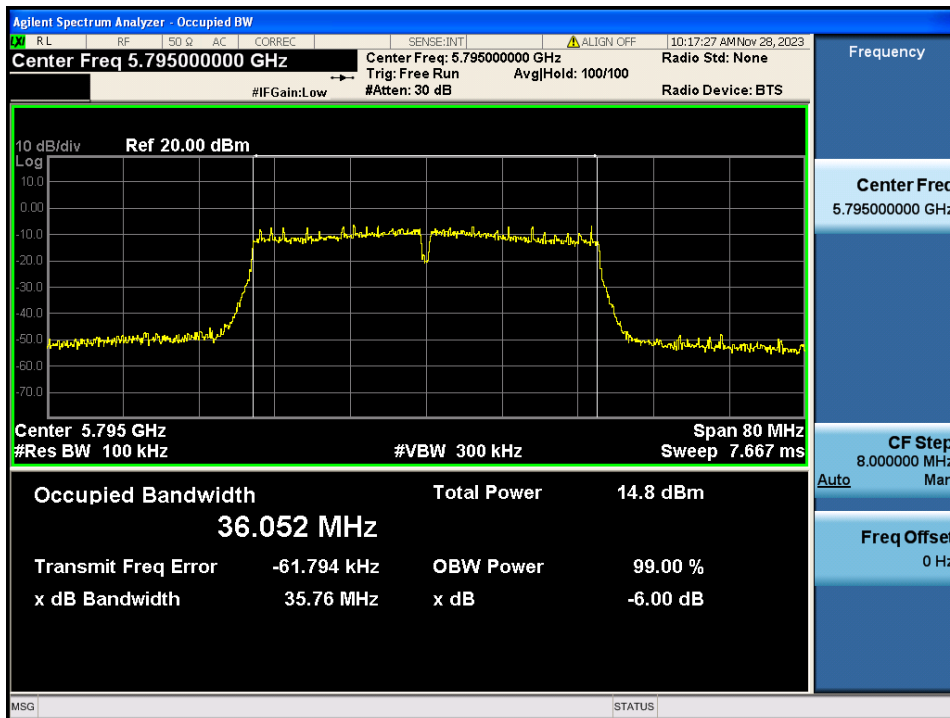 Agilent Spectrum Analyzer - Occupied BW
LXI RL RF 50 Ω AC CORREC SENSE:INT ALIGN OFF 10:17:27 AM Nov 28, 2023
Center Freq 5.795000000 GHz
Center Freq: 5.795000000 GHz Radio Std: None
Trig: Free Run Avg|Hold: 100/100
#IFGain:Low #Atten: 30 dB Radio Device: BTS
10 dB/div Ref 20.00 dBm
Log
10.0
0.00
-10.0
-20.0
-30.0
-40.0
-50.0
-60.0
-70.0
Center 5.795 GHz Span 80 MHz
#Res BW 100 kHz #VBW 300 kHz Sweep 7.667 ms
Occupied Bandwidth Total Power 14.8 dBm
36.052 MHz
Transmit Freq Error -61.794 kHz OBW Power 99.00 %
x dB Bandwidth 35.76 MHz x dB -6.00 dB
MSG STATUS
Frequency
Center Freq
5.795000000 GHz
CF Step
8.000000 MHz
Auto Man
Freq Offset
0 Hz